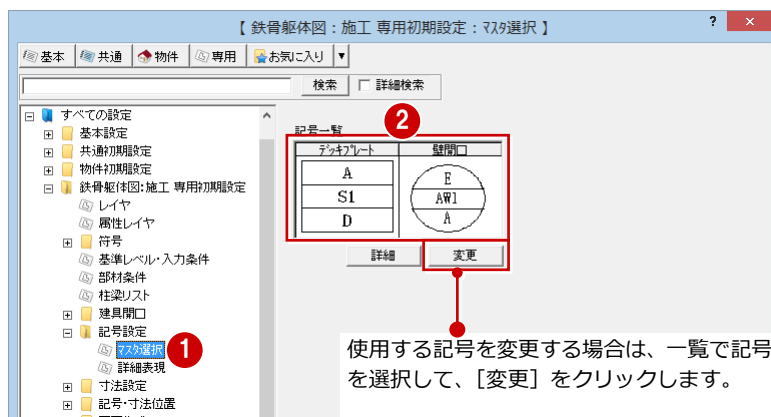 【 鉄骨躯体図：施工 専用初期設定：ﾏｽﾀ選択 】
?
×
基本 共通 物件 専用 お気に入り ▼
検索 詳細検索
すべての設定
基本設定
共通初期設定
物件初期設定
鉄骨躯体図:施工 専用初期設定
レイヤ
属性レイヤ
符号
基準レベル・入力条件
部材条件
柱梁リスト
建具開口
記号設定
マスタ選択
1
詳細表現
寸法設定
記号・寸法位置
記号一覧
2
ﾃﾞｯｷﾌﾟﾚｰﾄ 壁開口
A
S1
D
E
AW1
A
詳細 変更
使用する記号を変更する場合は、一覧で記号
を選択して、［変更］をクリックします。